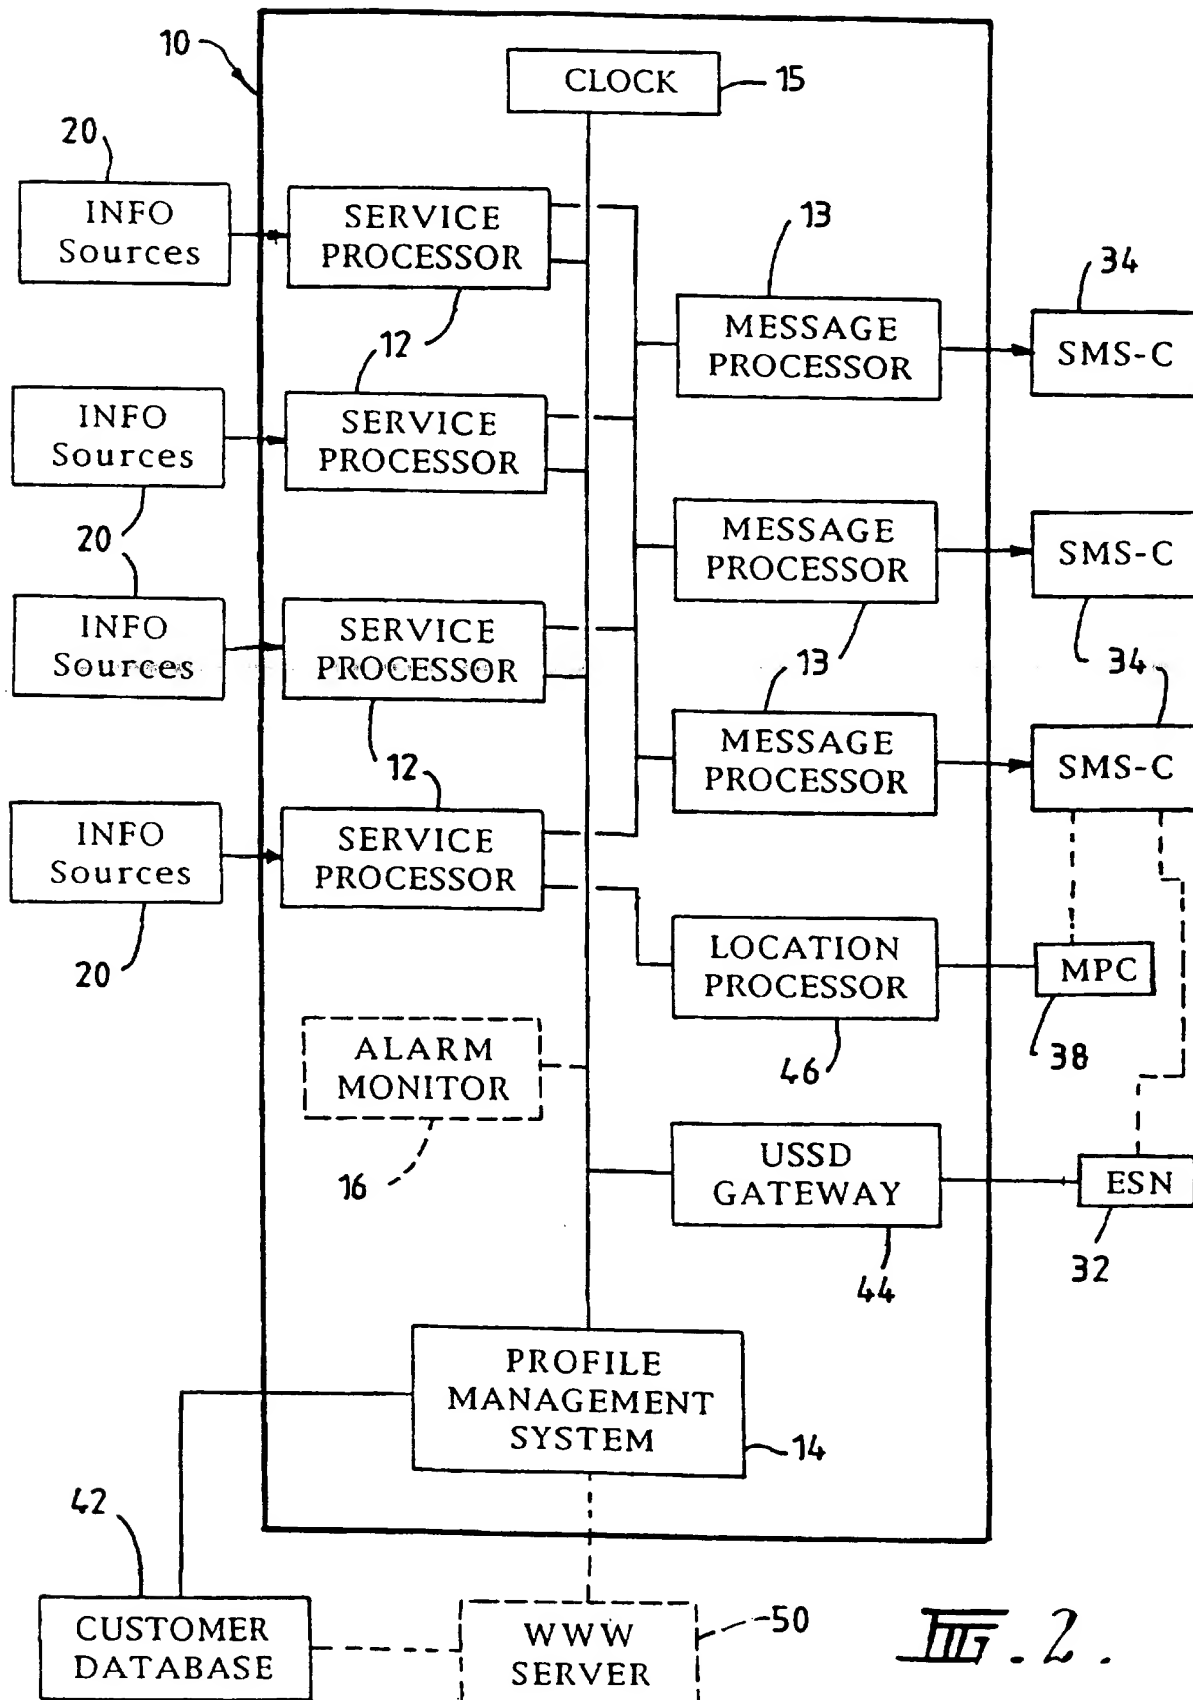 10
CLOCK
15
20
INFO
Sources
SERVICE
PROCESSOR
13
34
12
MESSAGE
PROCESSOR
SMS-C
INFO
Sources
SERVICE
PROCESSOR
20
MESSAGE
PROCESSOR
SMS-C
INFO
Sources
SERVICE
PROCESSOR
13
34
12
MESSAGE
PROCESSOR
SMS-C
INFO
Sources
SERVICE
PROCESSOR
20
LOCATION
PROCESSOR
MPC
46
38
ALARM
MONITOR
16
USSD
GATEWAY
ESN
44
32
PROFILE
MANAGEMENT
SYSTEM
14
42
CUSTOMER
DATABASE
WWW
SERVER
50
FIG. 2.